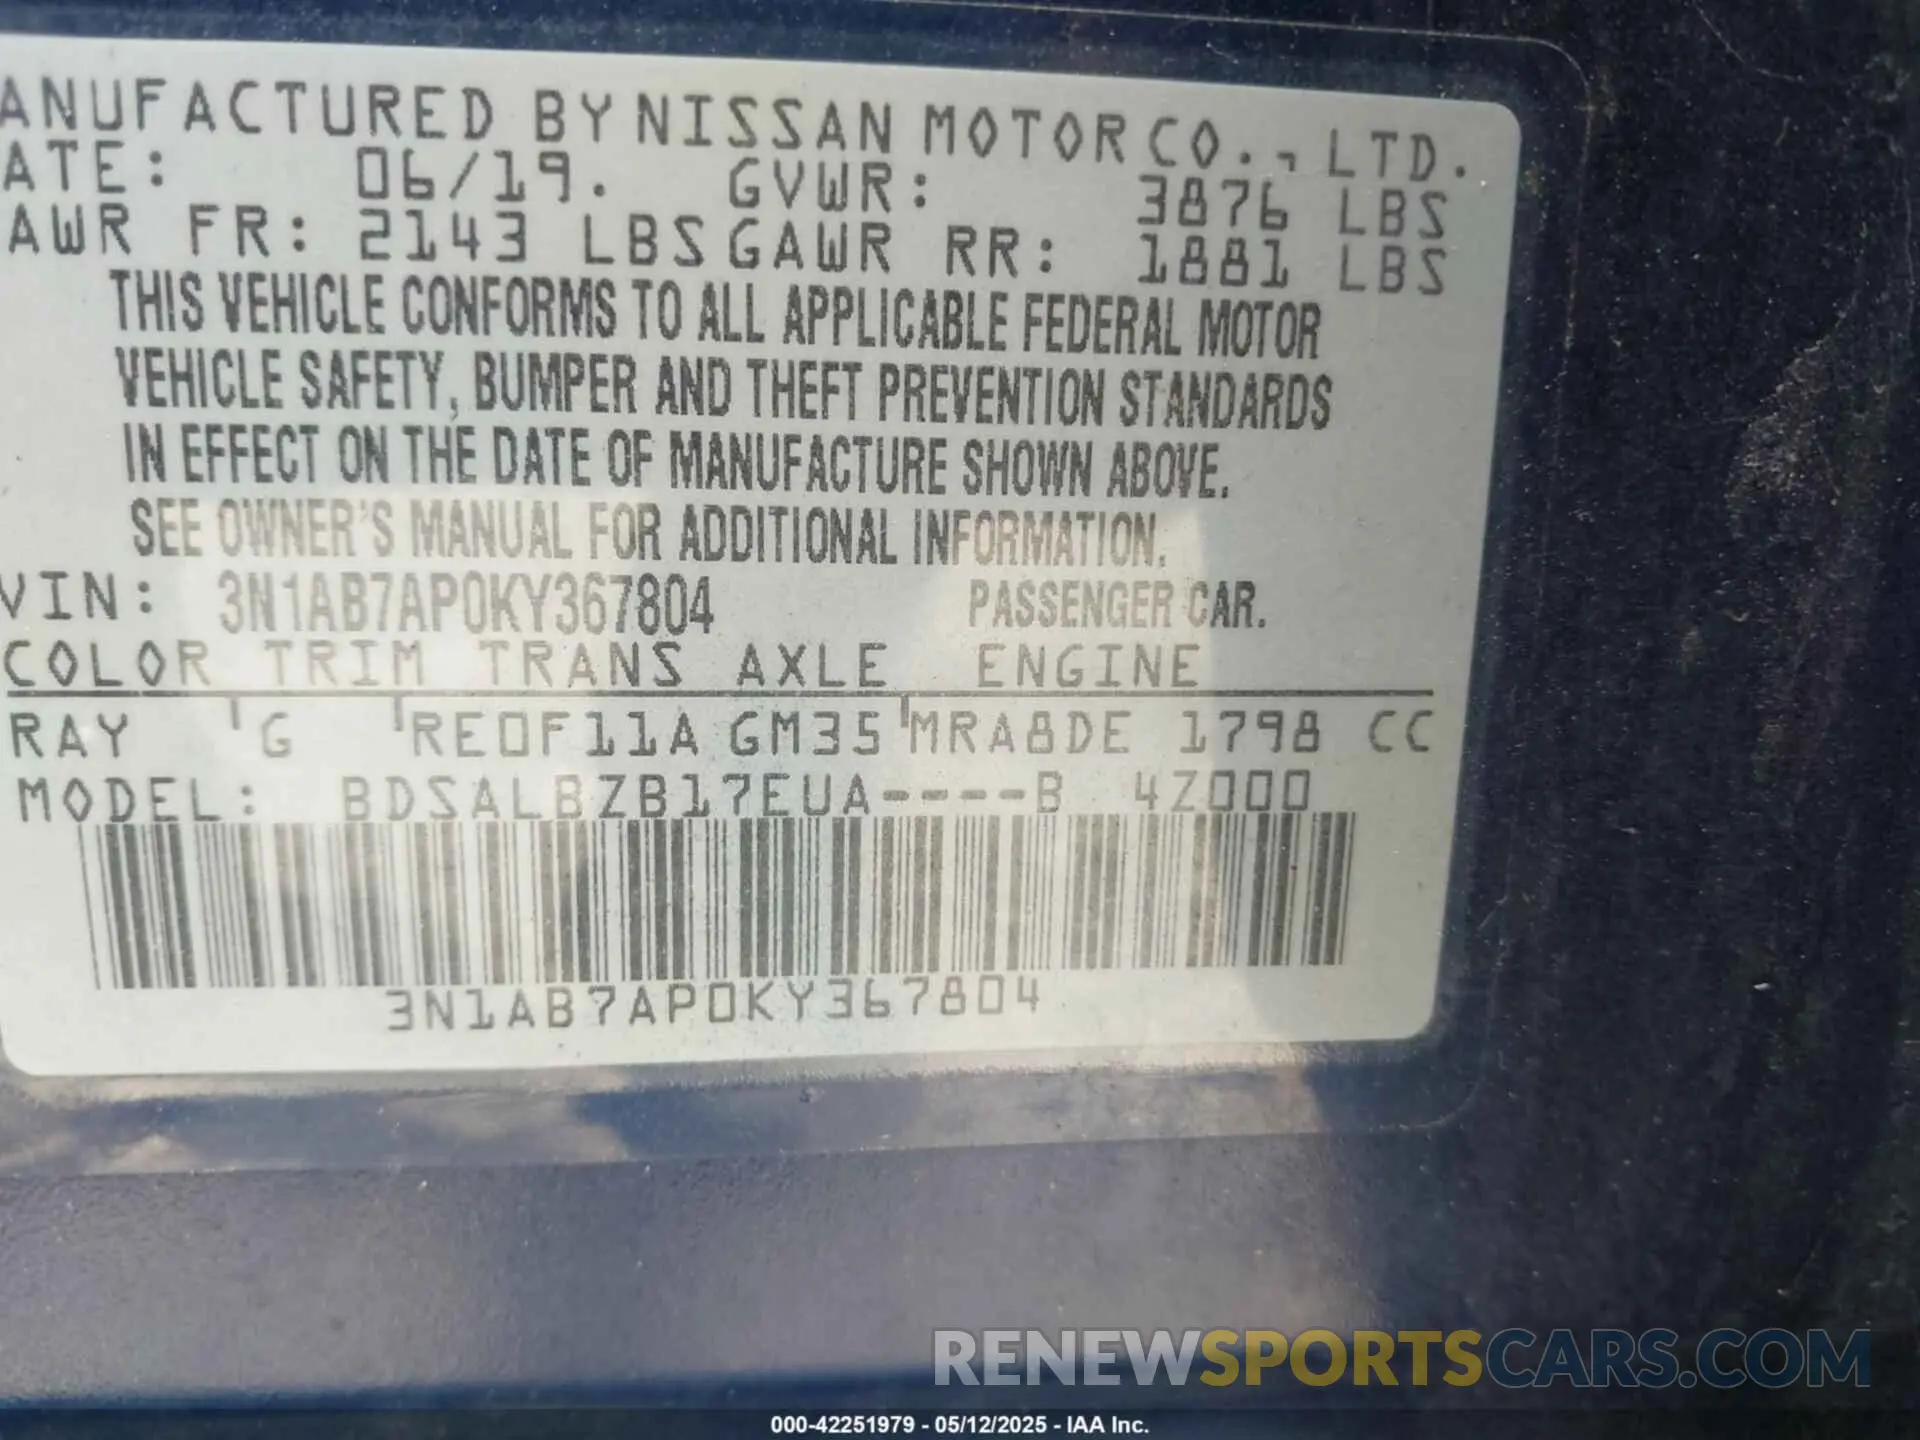 ANUFACTURED BY NISSAN MOTOR CO., LTD.
ATE: 06/19. GVWR: 3876 LBS
AWR FR: 2143 LBS GAWR RR: 1881 LBS
THIS VEHICLE CONFORMS TO ALL APPLICABLE FEDERAL MOTOR
VEHICLE SAFETY, BUMPER AND THEFT PREVENTION STANDARDS
IN EFFECT ON THE DATE OF MANUFACTURE SHOWN ABOVE.
SEE OWNER'S MANUAL FOR ADDITIONAL INFORMATION.
VIN: 3N1AB7AP0KY367804 PASSENGER CAR.
COLOR TRIM TRANS AXLE ENGINE
RAY G RE0F11A GM35 MRA8DE 1798 CC
MODEL: BDSALBZB17EUA----B 4Z000
3N1AB7AP0KY367804
RENEWSPORTSCARS.COM
000-42251979 - 05/12/2025 - IAA Inc.